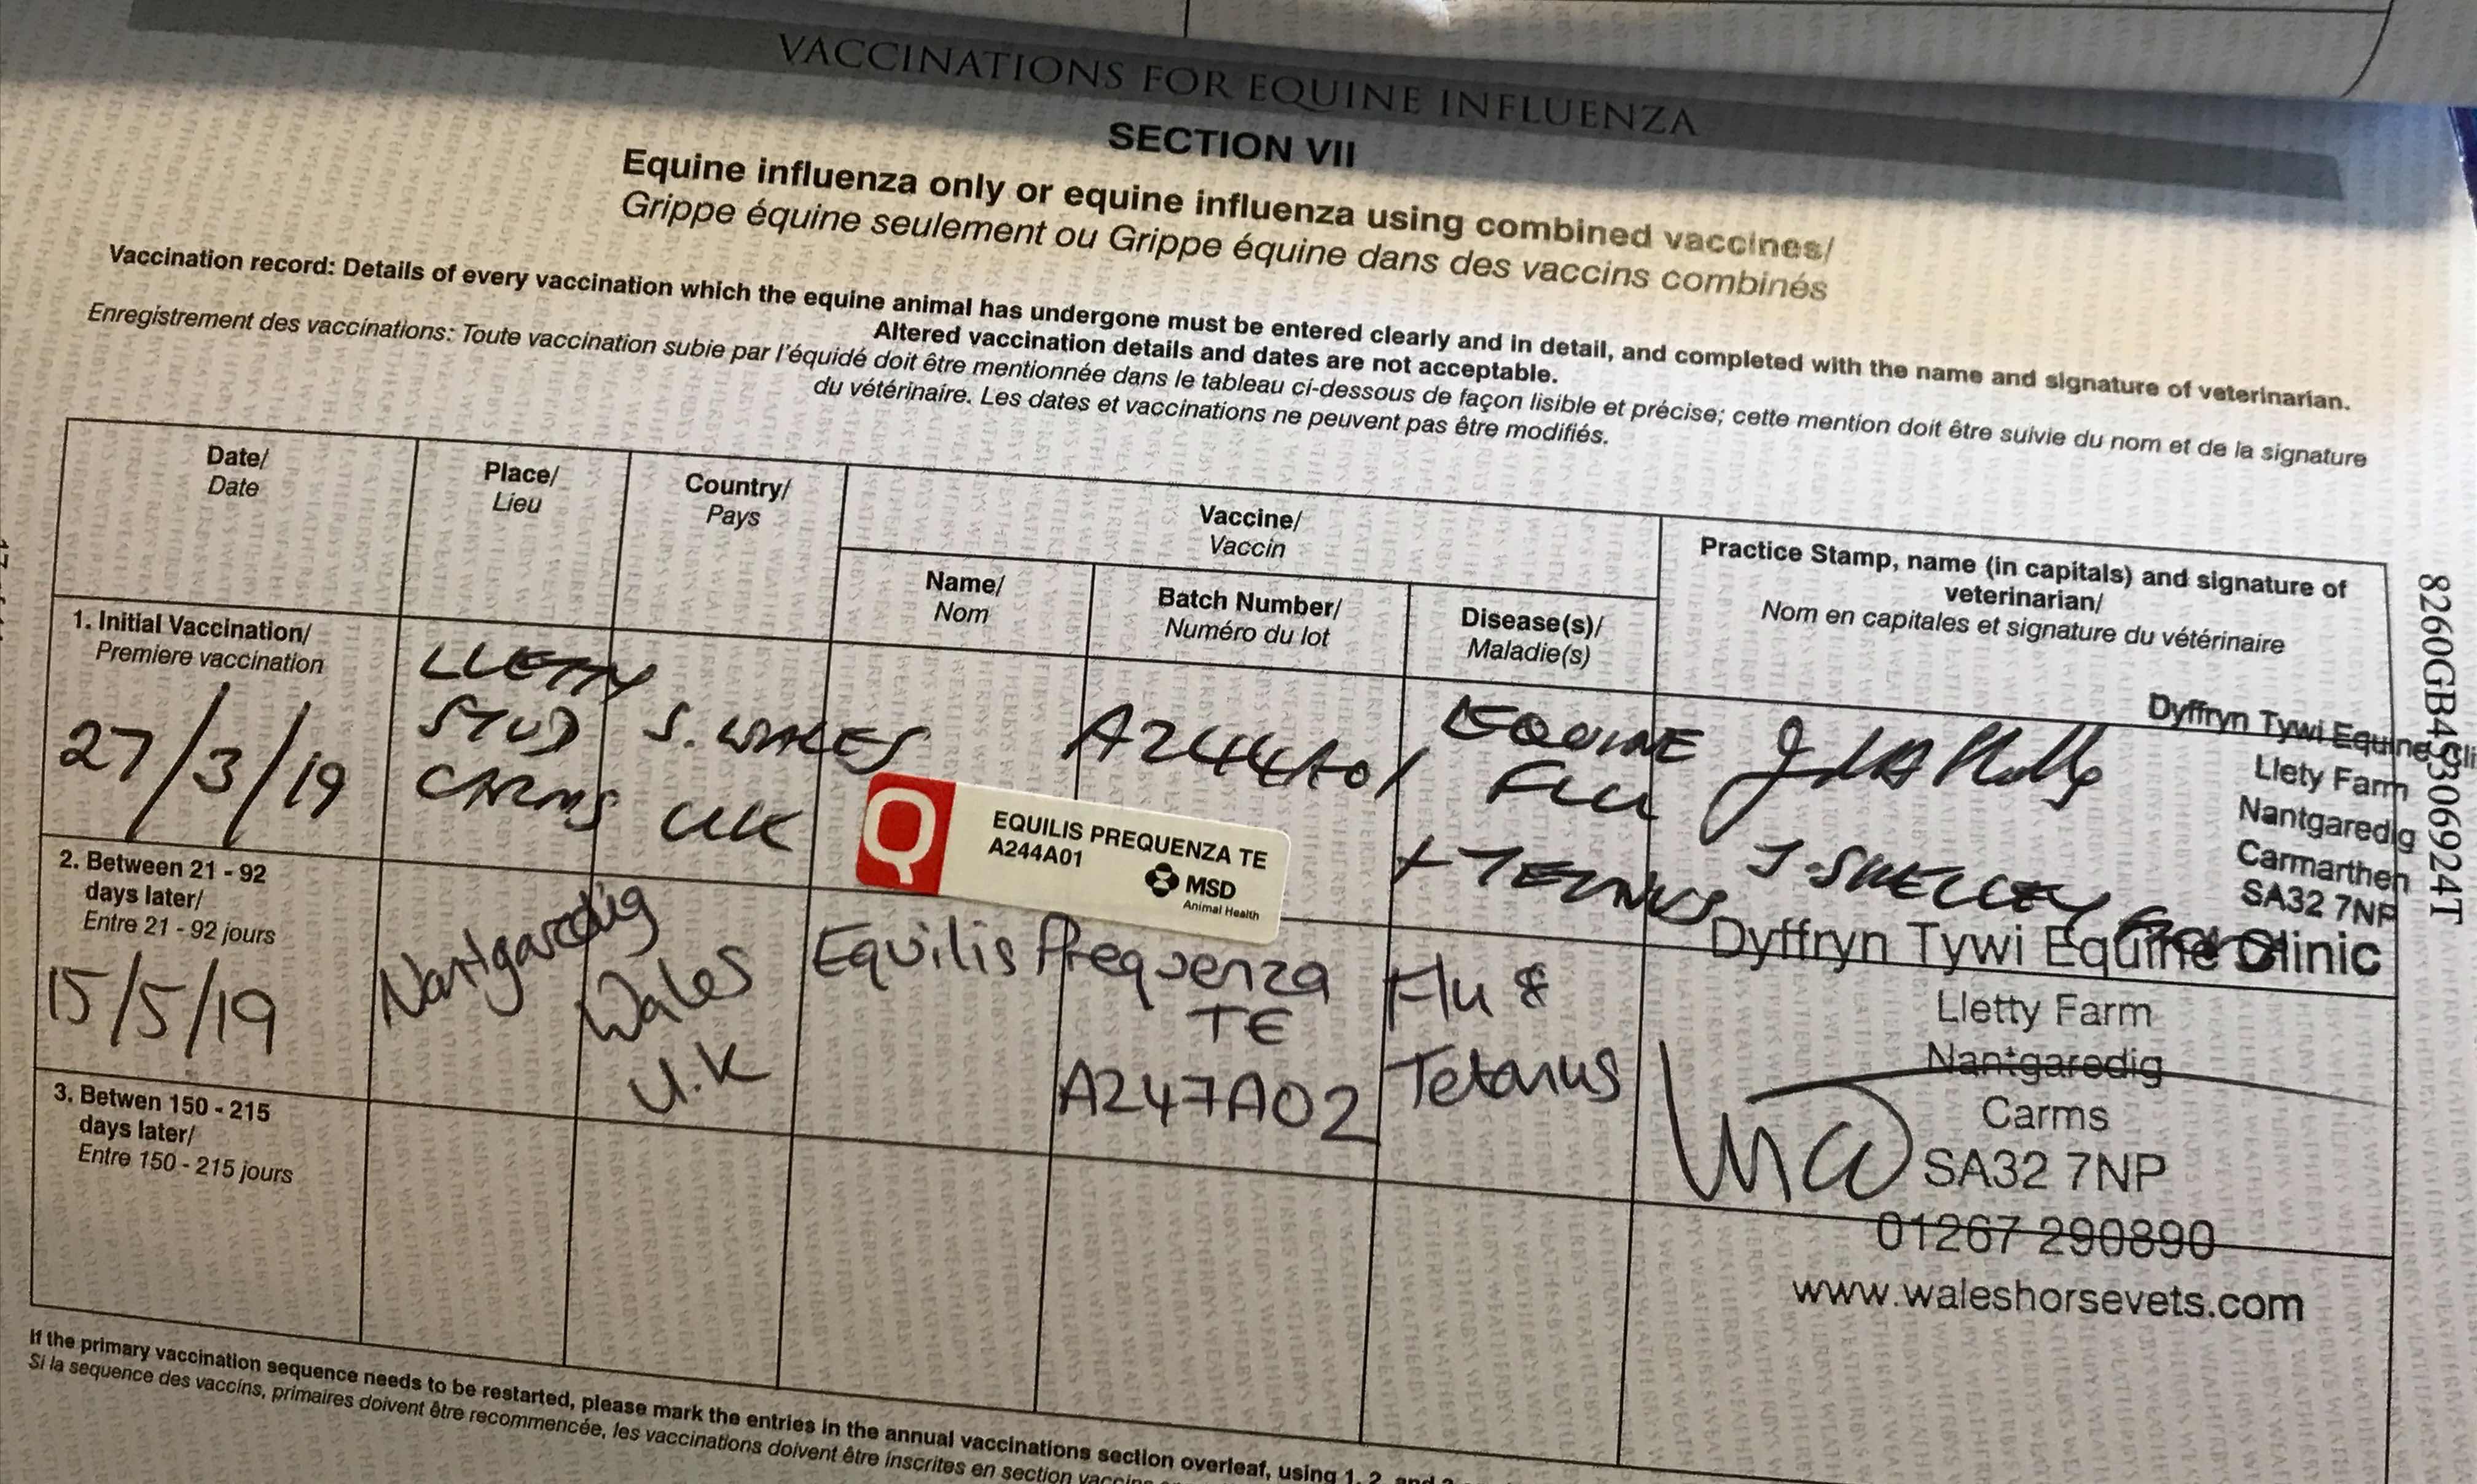 VACCINATIONS FOR EQUINE INFLUENZA
SECTION VII
Equine influenza only or equine influenza using combined vaccines/
Grippe équine seulement ou Grippe équine dans des vaccins combinés
Vaccination record: Details of every vaccination which the equine animal has undergone must be entered clearly and in detail, and completed with the name and signature of veterinarian.
Altered vaccination details and dates are not acceptable.
Enregistrement des vaccinations: Toute vaccination subie par l'équidé doit être mentionnée dans le tableau ci-dessous de façon lisible et précise; cette mention doit être suivie du nom et de la signature
du vétérinaire. Les dates et vaccinations ne peuvent pas être modifiés.
Date/
Date
Place/
Lieu
Country/
Pays
Vaccine/
Vaccin
Name/
Nom
Batch Number/
Numéro du lot
Disease(s)/
Maladie(s)
Practice Stamp, name (in capitals) and signature of
veterinarian/
Nom en capitales et signature du vétérinaire
1. Initial Vaccination/
Premiere vaccination
27/3/19
LLETTY
STUD
CARMS
S. WALES
UK
A244A01
EQUILIS PREQUENZA TE
A244A01
MSD
Animal Health
EQUINE
FLU
+ TETANUS
J. SKELLEY
Dyffryn Tywi Equine Cli
Llety Farm
Nantgaredig
Carmarthen
SA32 7NP
2. Between 21 - 92
days later/
Entre 21 - 92 jours
15/5/19
Nantgaredig
Wales
U.K
Equilis Prequenza
TE
A247A02
Flu &
Tetanus
Dyffryn Tywi Equine Clinic
Lletty Farm
Nantgaredig
Carms
SA32 7NP
01267 290890
www.waleshorsevets.com
3. Betwen 150 - 215
days later/
Entre 150 - 215 jours
If the primary vaccination sequence needs to be restarted, please mark the entries in the annual vaccinations section overleaf, using 1, 2, and
Si la sequence des vaccins, primaires doivent être recommencée, les vaccinations doivent être inscrites en section
8260GB49306924T